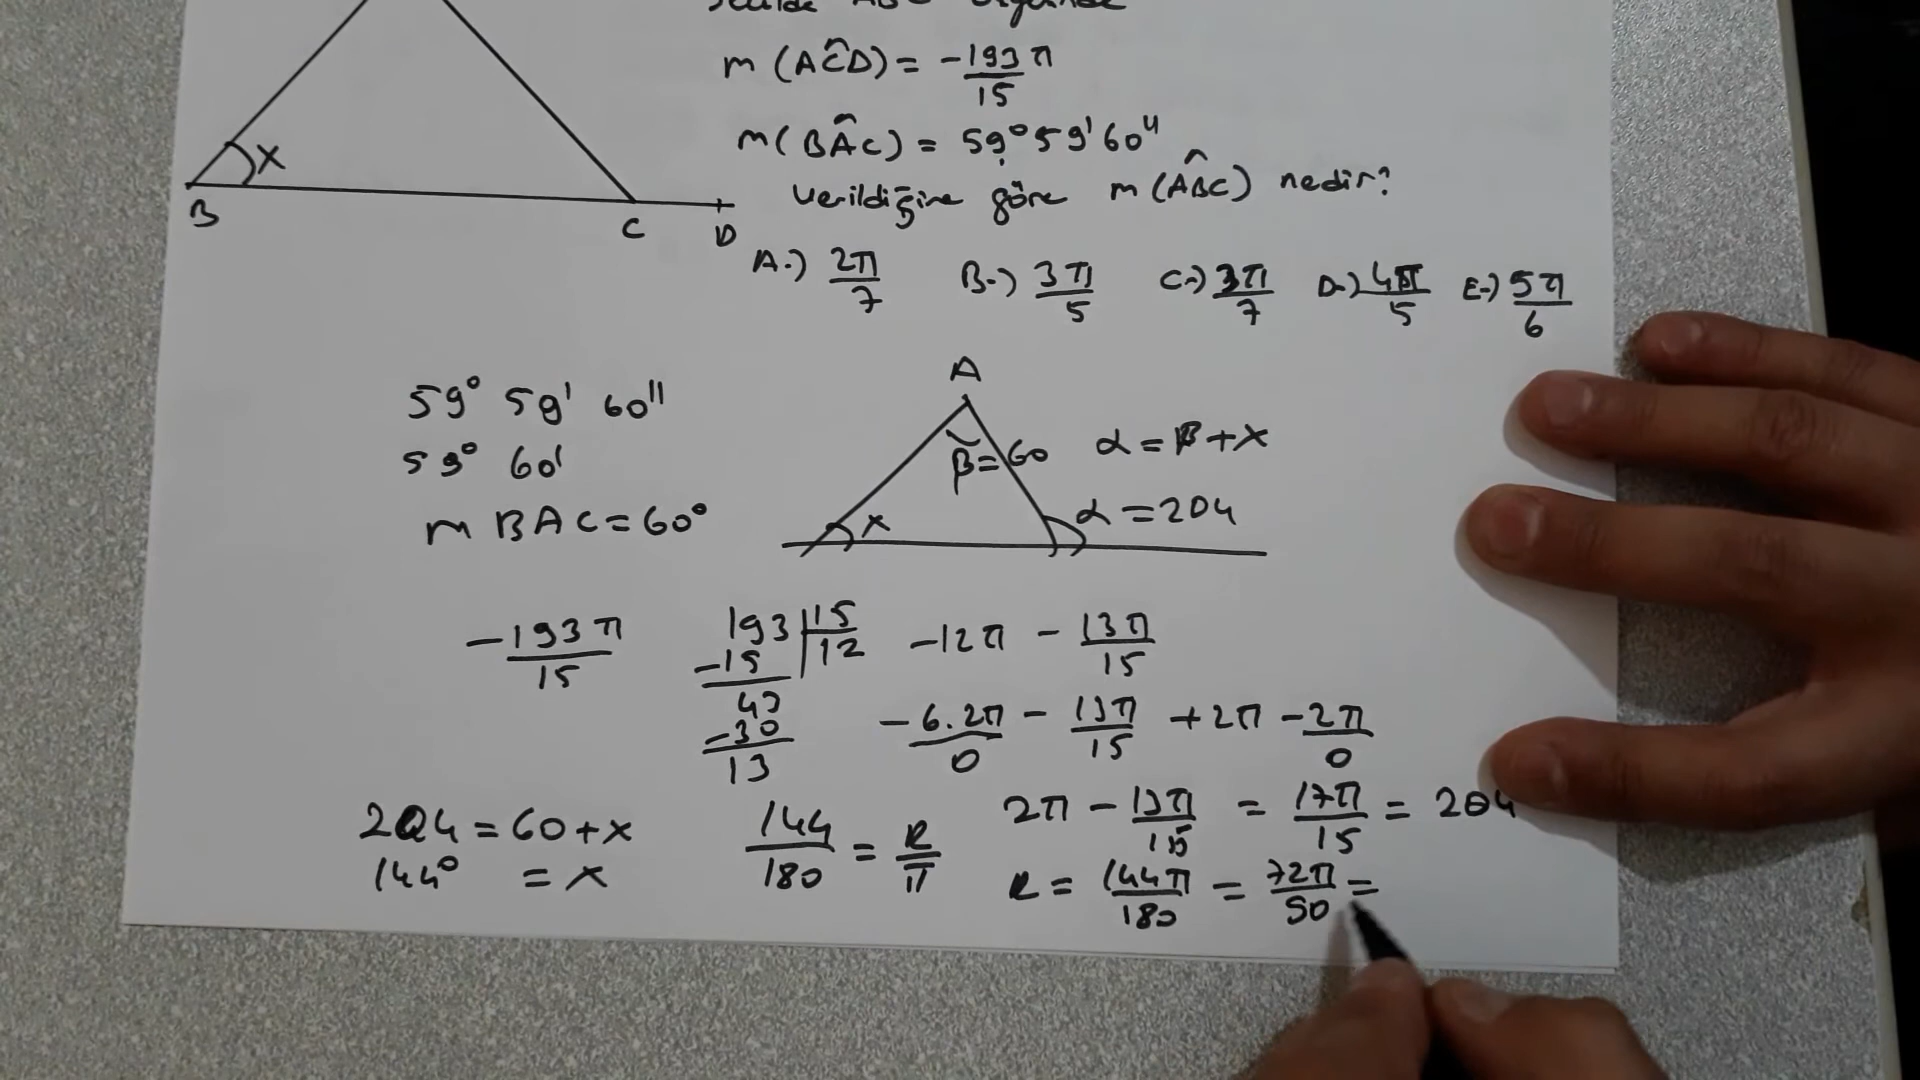 m(AĈD) = -193π/15
m(BÂC) = 59° 59' 60"
verildiğine göre m(ABC) nedir?
x
B
C
D
A-) 2π/7 B-) 3π/5 C-) 3π/7 D-) 4π/5 E-) 5π/6
59° 59' 60"
59° 60'
m BAC = 60°
A
β = 60
α = β + x
x
α = 204
-193π/15
193 | 15
-15 | 12
43
-30
13
-12π - 13π/15
-6.2π/0 - 13π/15 + 2π - 2π/0
2π - 13π/15 = 17π/15 = 204
204 = 60 + x
144° = x
144/180 = R/π
R = 144π/180 = 72π/90 =